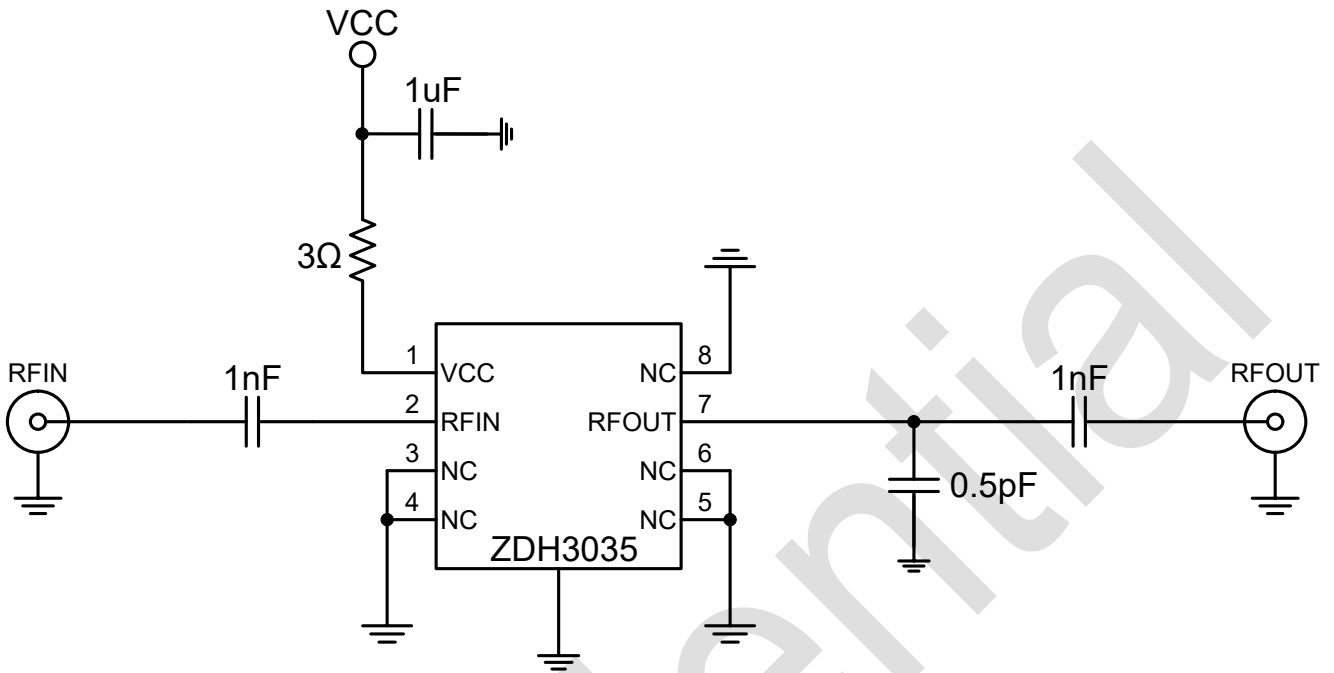 VCC
1uF
3Ω
RFIN
1nF
1
VCC
2
RFIN
3
NC
4
NC
8
NC
7
RFOUT
6
NC
5
NC
ZDH3035
1nF
RFOUT
0.5pF
ential